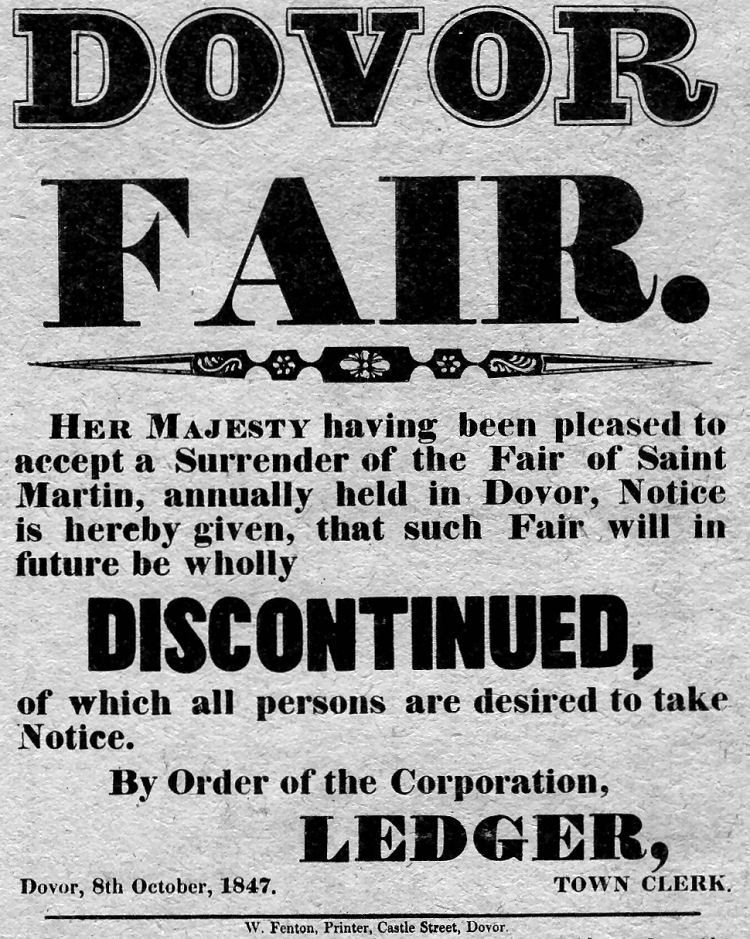 DOVOR
FAIR.
HER MAJESTY having been pleased to
accept a Surrender of the Fair of Saint
Martin, annually held in Dovor, Notice
is hereby given, that such Fair will in
future be wholly
DISCONTINUED,
of which all persons are desired to take
Notice.
By Order of the Corporation,
LEDGER,
Dovor, 8th October, 1847. TOWN CLERK.
W. Fenton, Printer, Castle Street, Dovor.